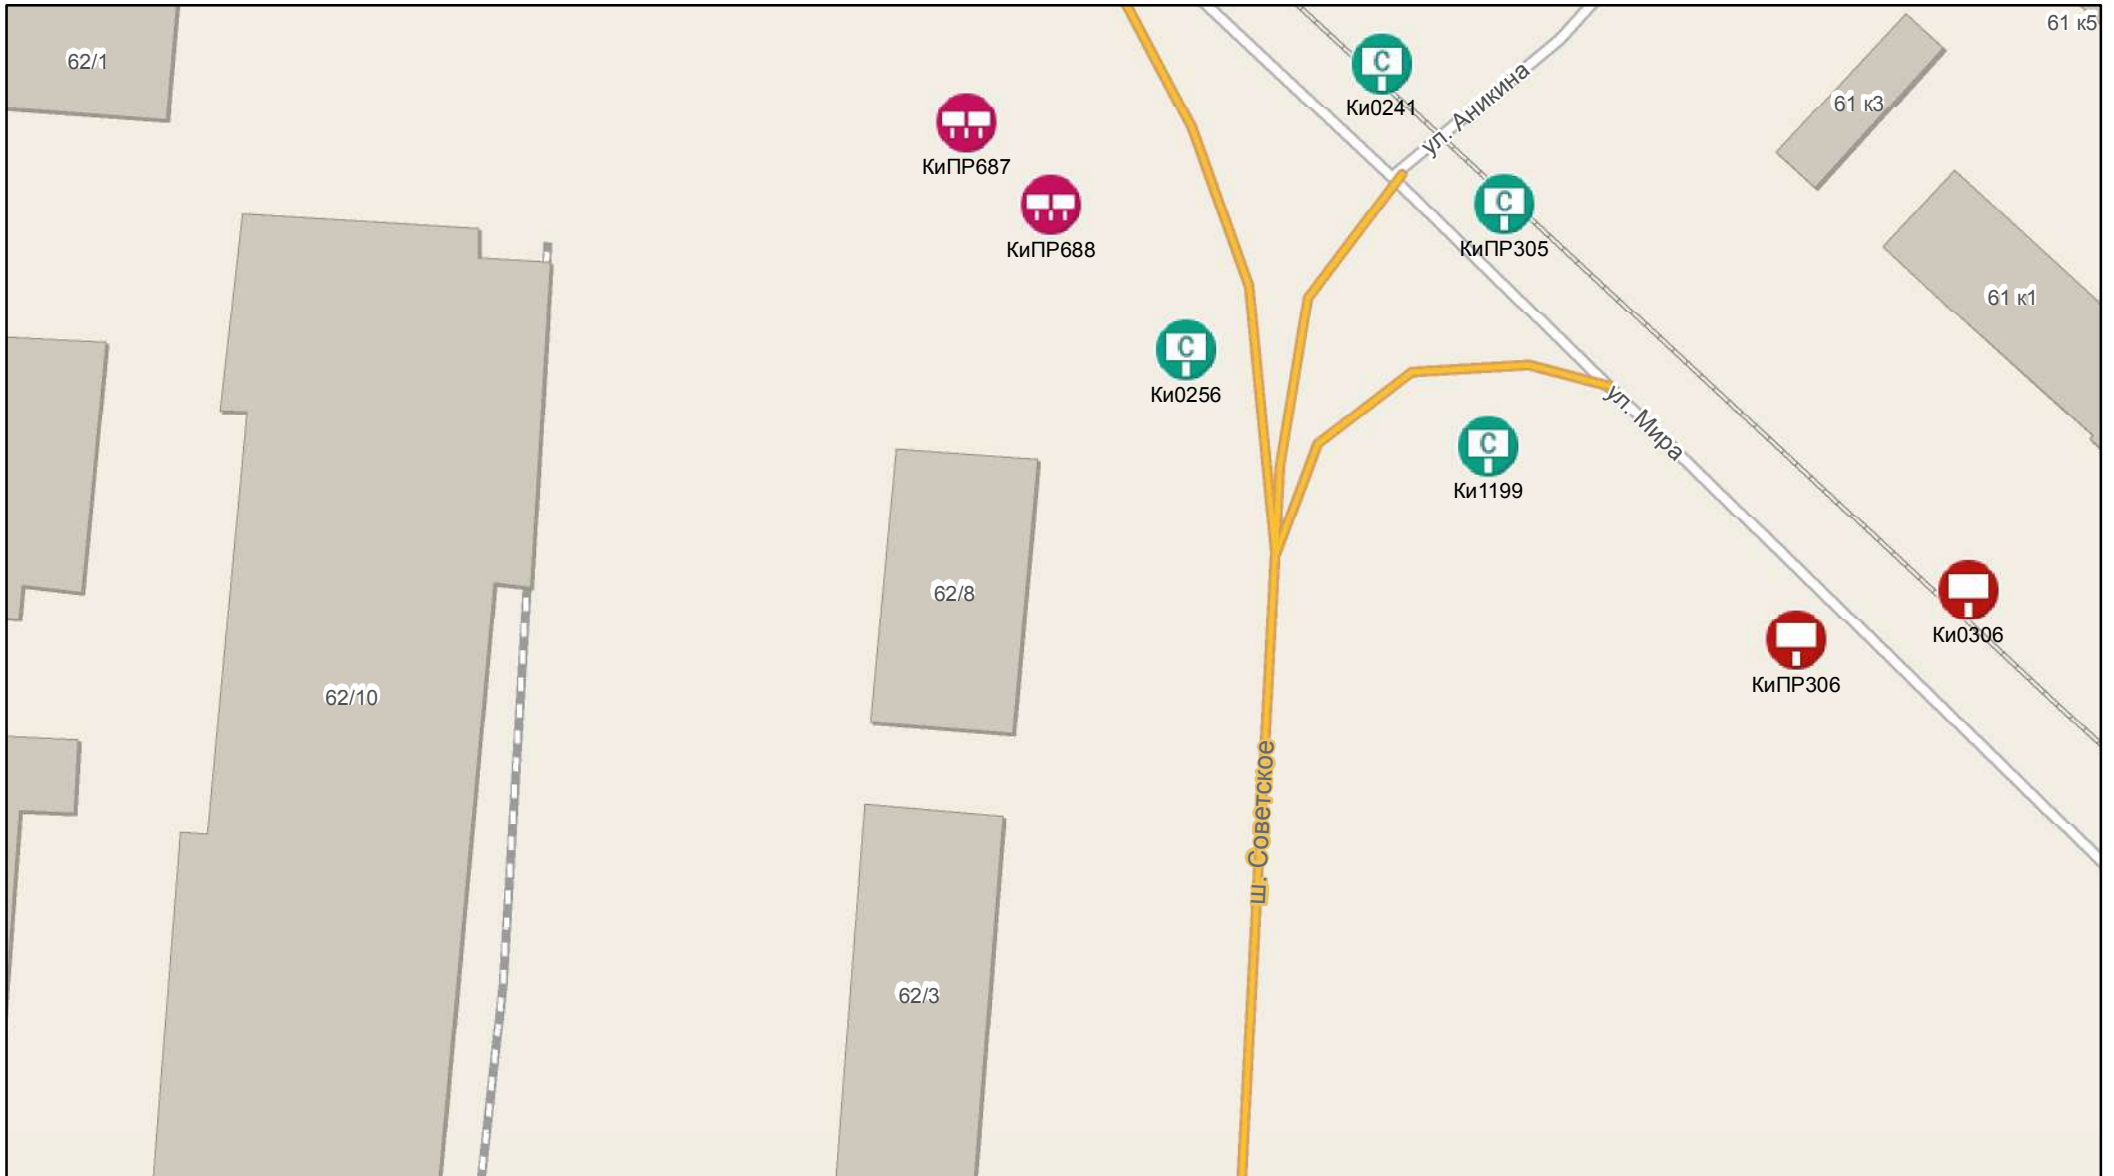 61 к5
62/1
С
Ки0241
ул. Аникина
61 к3
КиПР687
КиПР688
С
КиПР305
61 к1
С
Ки0256
ул. Мира
С
Ки1199
62/8
Ки0306
КиПР306
62/10
ш. Советское
62/3